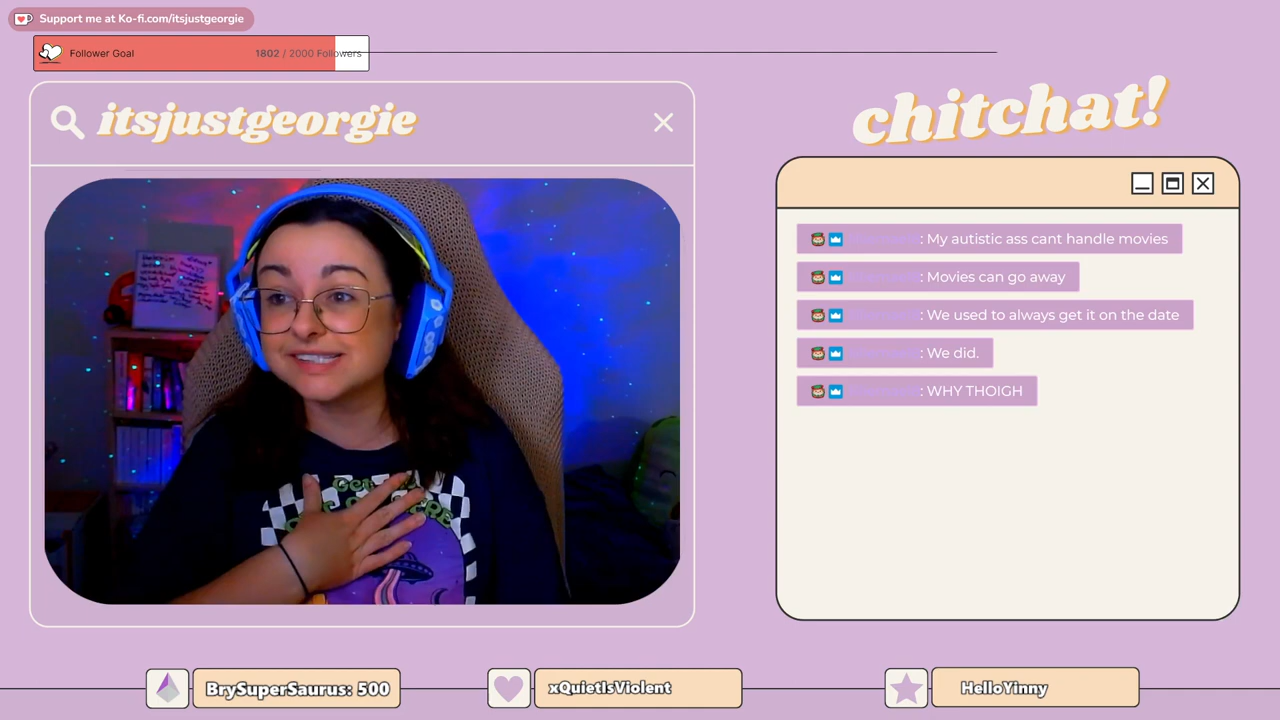 Support me at Ko-fi.com/itsjustgeorgie
Follower Goal 1802 / 2000 Followers
itsjustgeorgie
chitchat!
: My autistic ass cant handle movies
: Movies can go away
: We used to always get it on the date
: We did.
: WHY THOIGH
BrySuperSaurus: 500
xQuietIsViolent
HelloYinny